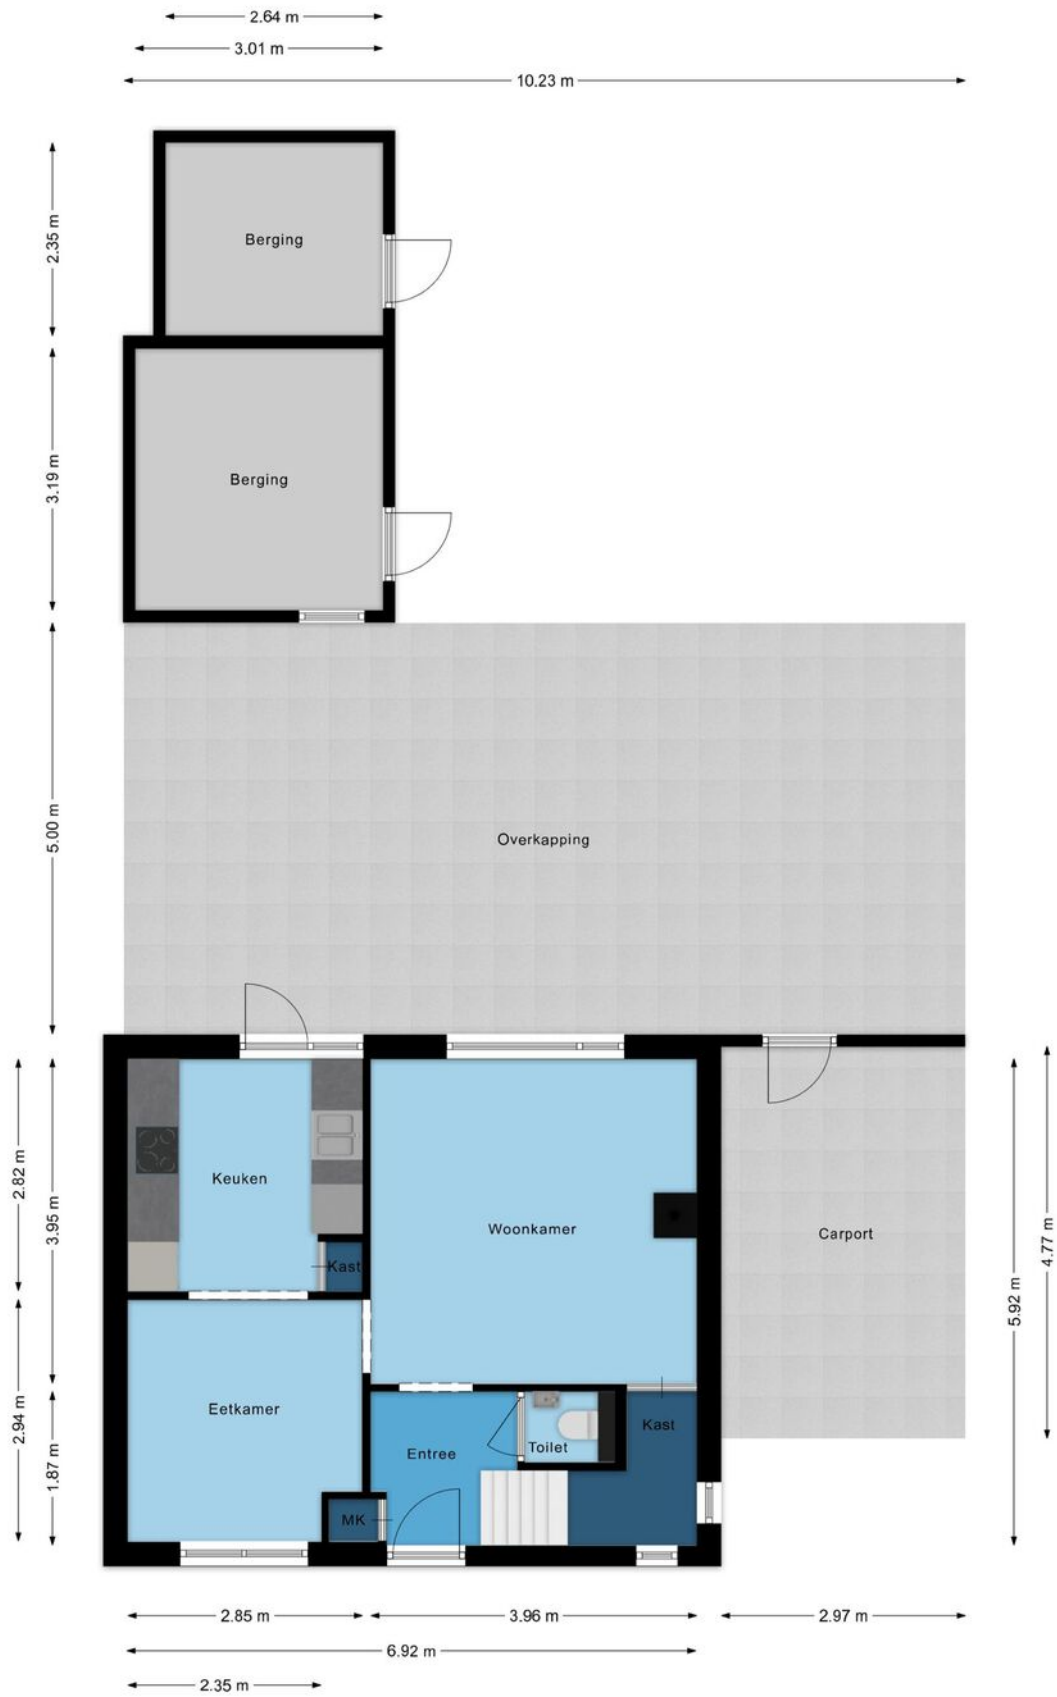 2.64 m
3.01 m
10.23 m
2.35 m
Berging
3.19 m
Berging
5.00 m
Overkapping
2.82 m
3.95 m
Keuken
Woonkamer
Carport
4.77 m
5.92 m
Kast
2.94 m
1.87 m
Eetkamer
Entree
Toilet
Kast
MK
2.85 m
3.96 m
2.97 m
6.92 m
2.35 m